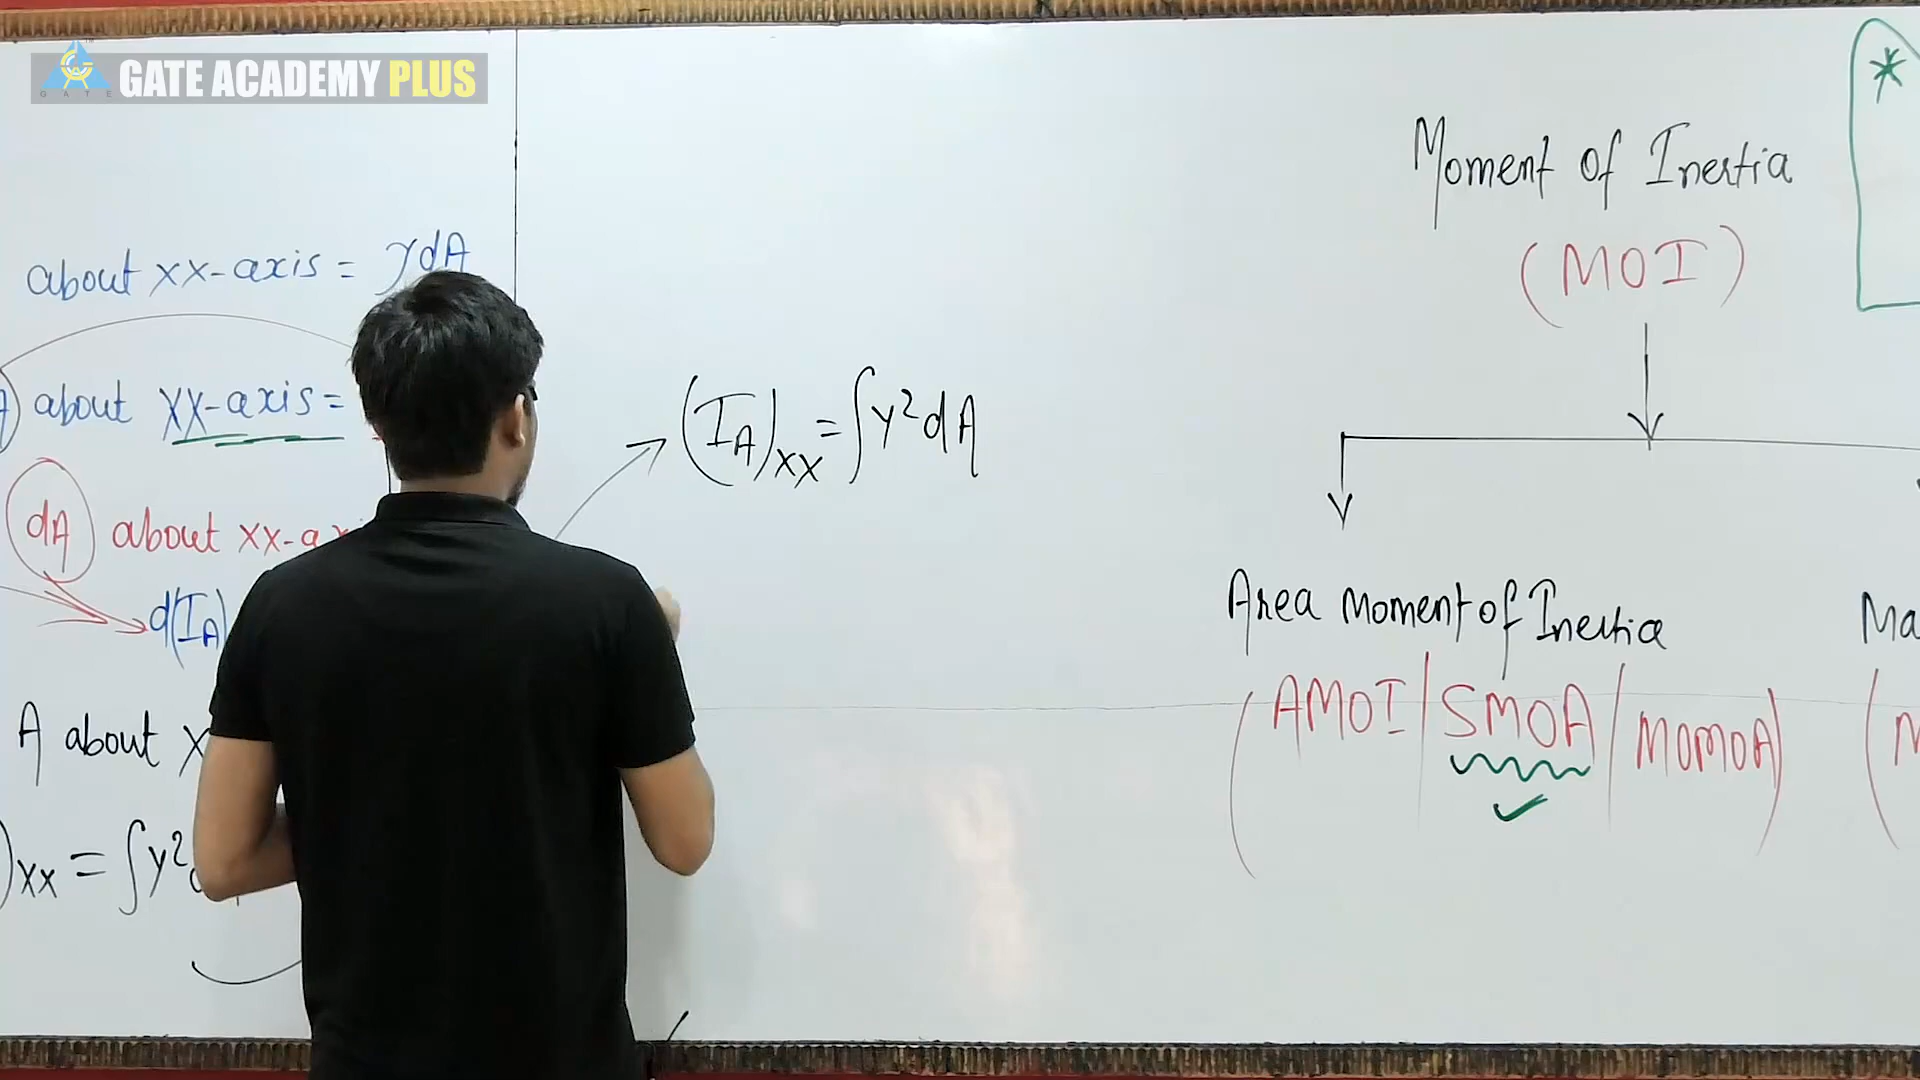 GATE ACADEMY PLUS
GATE
about xx-axis = ydA
about xx-axis =
dA about xx-a
d(IA)
A about x
)xx = ∫y²
(IA)xx = ∫y²dA
Moment of Inertia
(MOI)
Area Moment of Inertia
(AMOI/SMOA/MOMOA)
Ma
(M
*